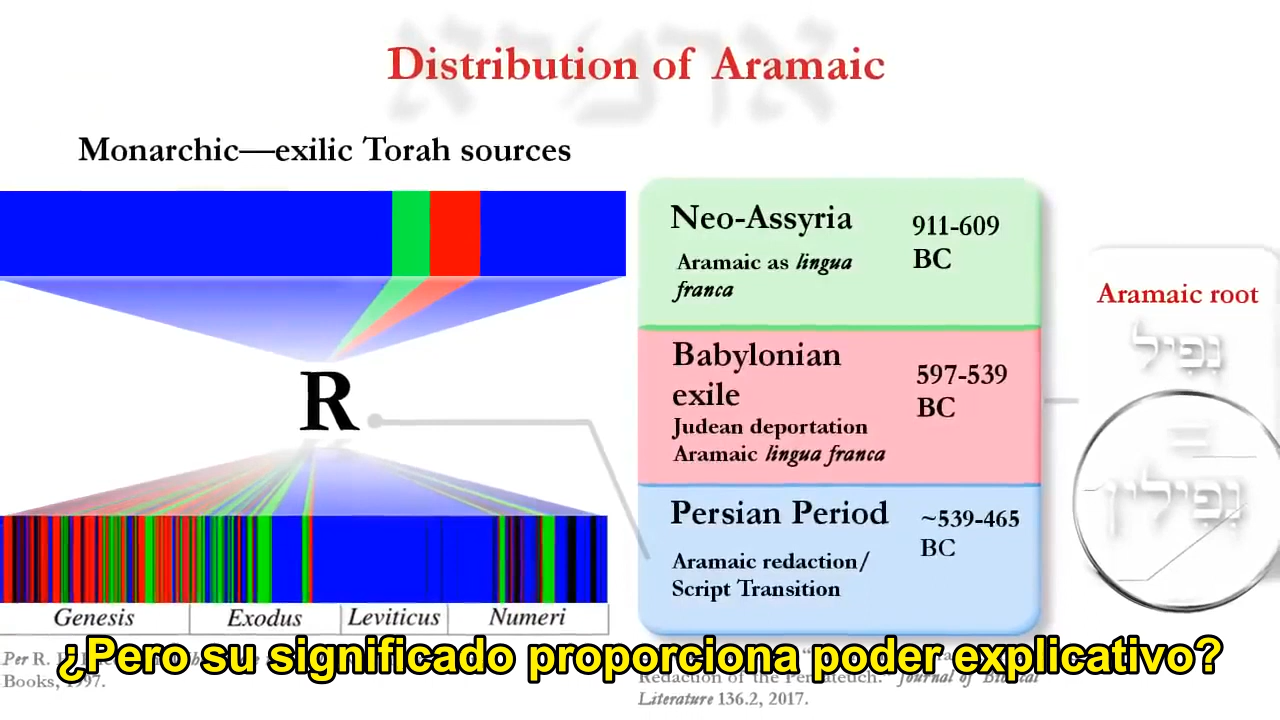 Distribution of Aramaic
Monarchic—exilic Torah sources
R
Genesis
Exodus
Leviticus
Numeri
Neo-Assyria
911-609
BC
Aramaic as lingua
franca
Babylonian
exile
597-539
BC
Judean deportation
Aramaic lingua franca
Persian Period
~539-465
BC
Aramaic redaction/
Script Transition
Aramaic root
נפיל
=
נפילין
¿Pero su significado proporciona poder explicativo?
Per R.
Books, 1997.
Redaction of the Pentateuch." Journal of Biblical
Literature 136.2, 2017.